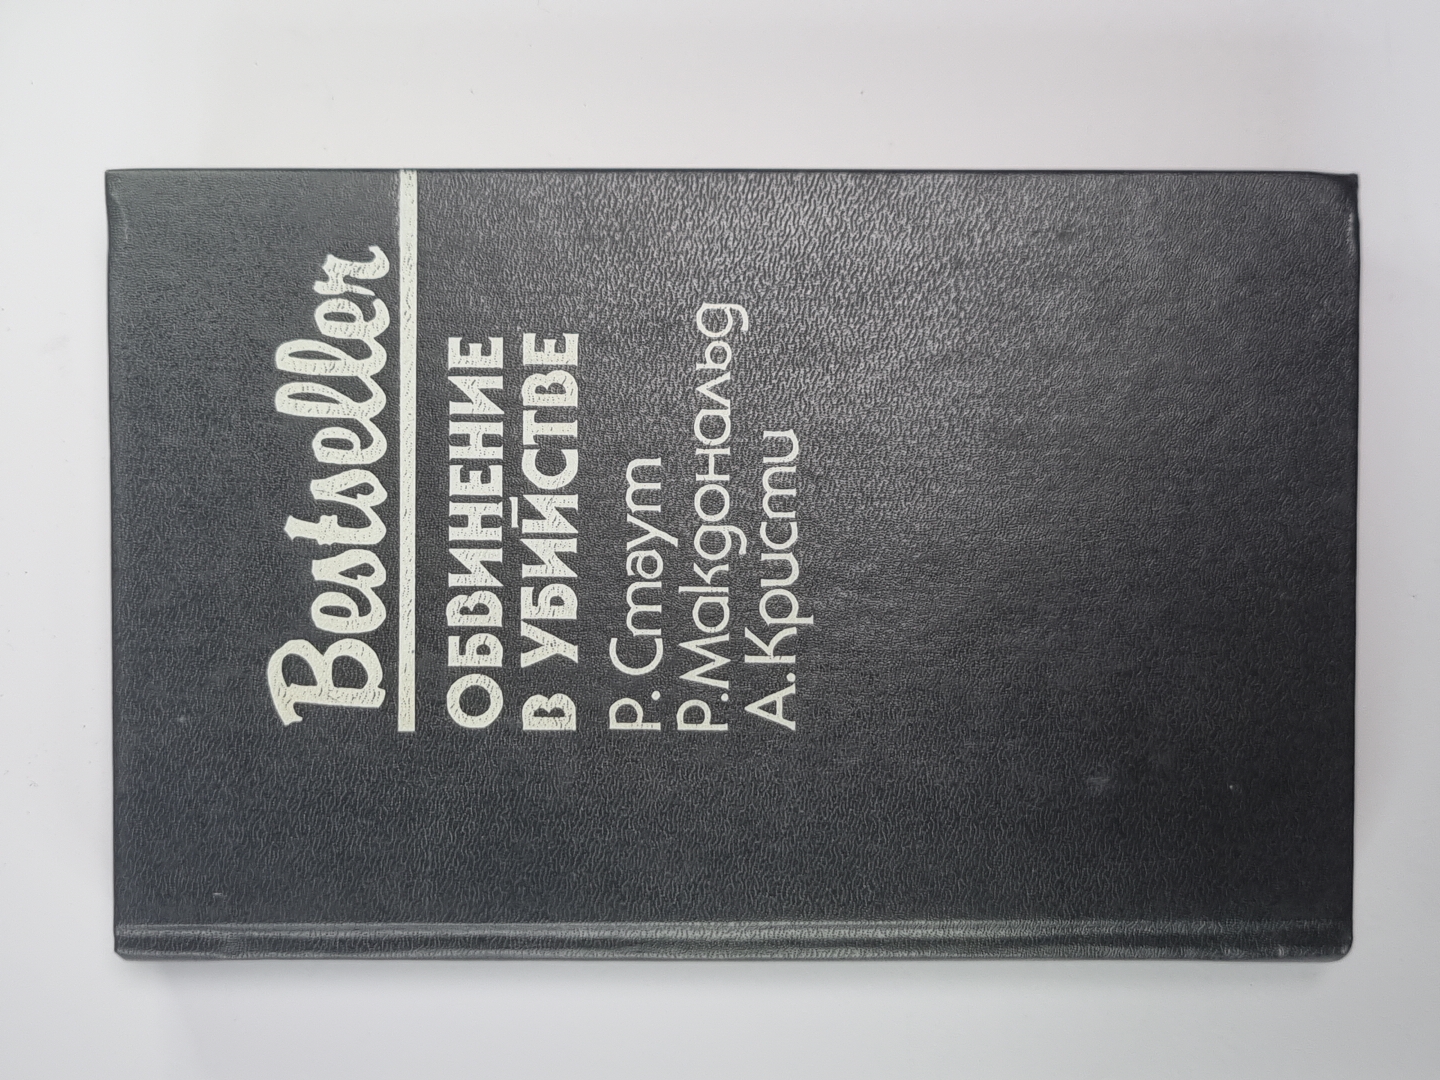 Bestseller
ОБВИНЕНИЕ
В УБИЙСТВЕ
Р. Стаут
Р.Макдональд
А.Кристи